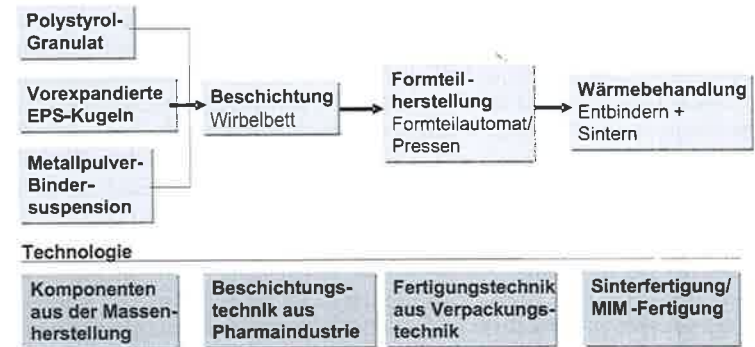 Polystyrol-
Granulat
Vorexpandierte
EPS-Kugeln
Metallpulver-
Binder-
suspension
Beschichtung
Wirbelbett
Formteil-
herstellung
Formteilautomat/
Pressen
Wärmebehandlung
Entbindern +
Sintern
Technologie
Komponenten
aus der Massen-
herstellung
Beschichtungs-
technik aus
Pharmaindustrie
Fertigungstechnik
aus Verpackungs-
technik
Sinterfertigung/
MIM-Fertigung